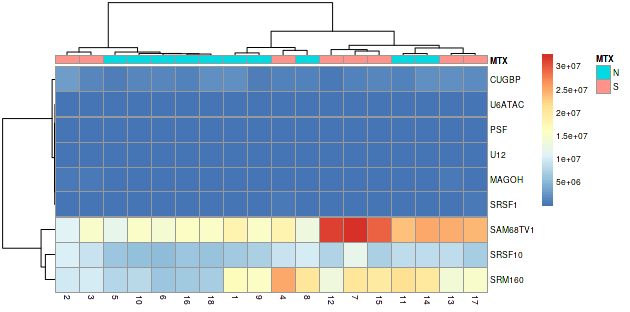 MTX
CUGBP
U6ATAC
PSF
U12
MAGOH
SRSF1
SAM68TV1
SRSF10
SRM160
2 3 5 10 6 16 18 1 9 4 8 12 7 15 11 14 13 17
3e+07
2.5e+07
2e+07
1.5e+07
1e+07
5e+06
MTX
N
S